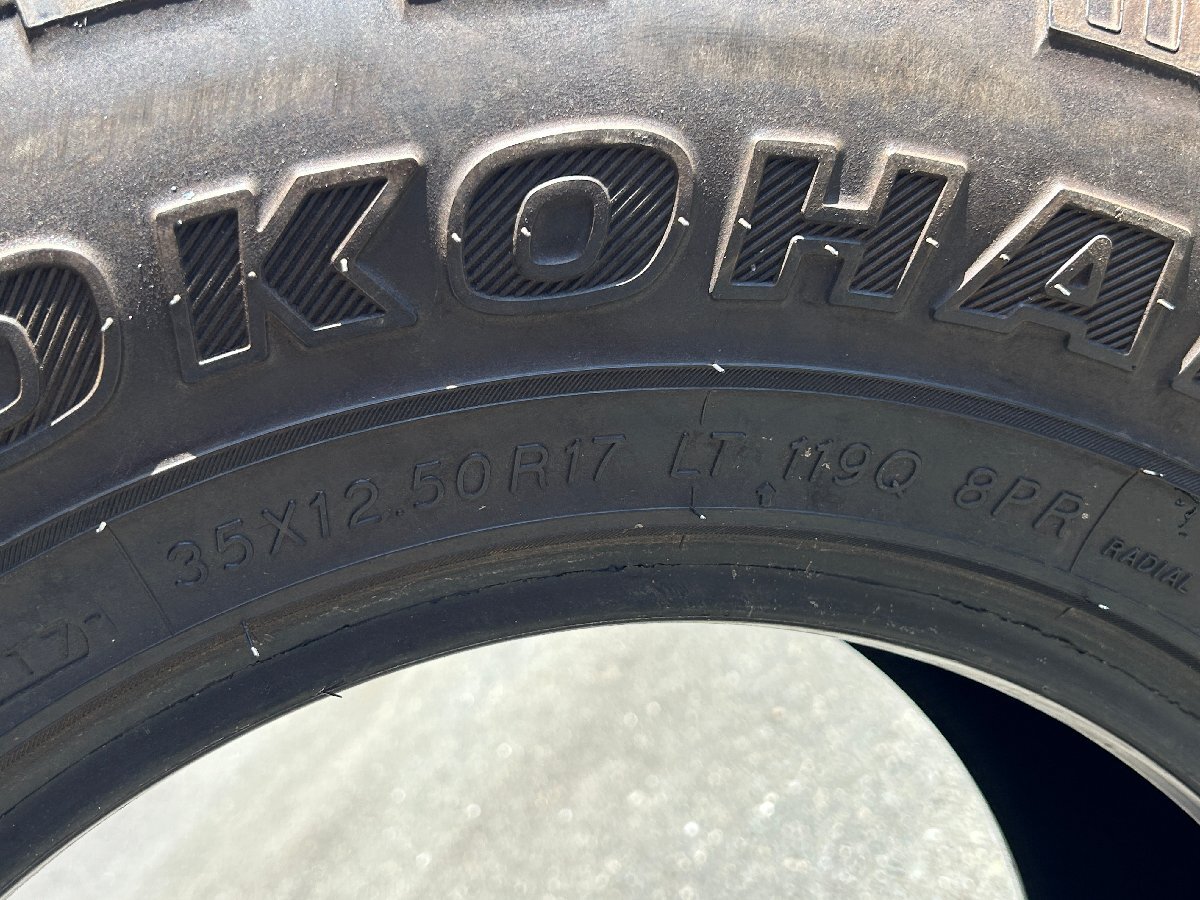 OKOHA
35X12.50R17 LT 119Q 8PR
RADIAL